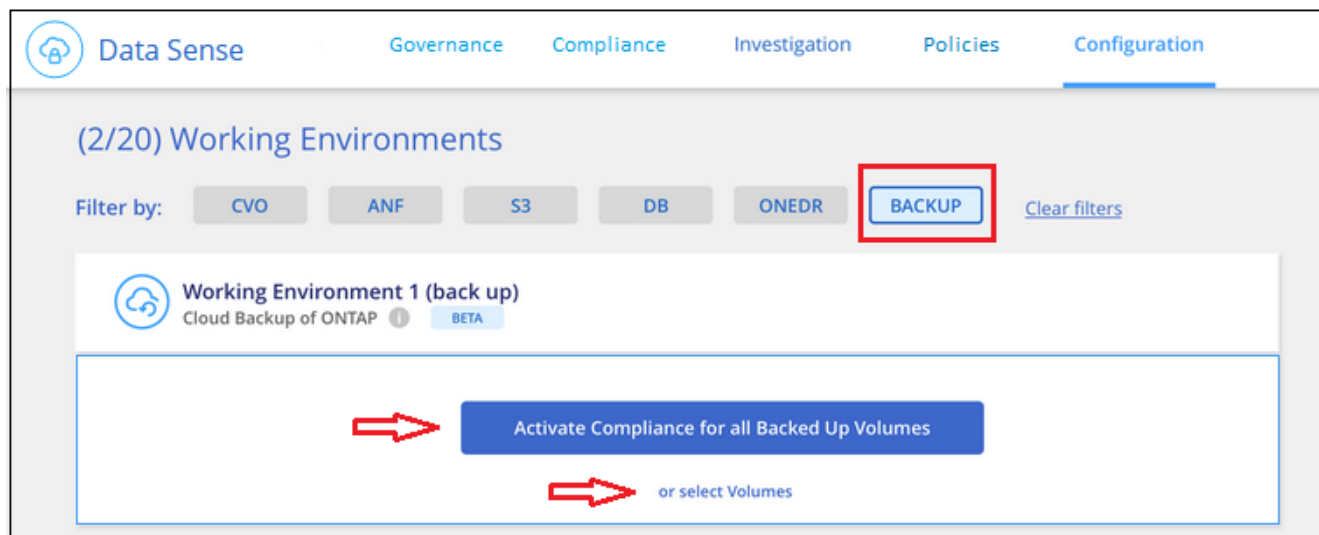 Data Sense Governance Compliance Investigation Policies Configuration
(2/20) Working Environments
Filter by: CVO ANF S3 DB ONEDR BACKUP Clear filters
Working Environment 1 (back up)
Cloud Backup of ONTAP i BETA
Activate Compliance for all Backed Up Volumes
or select Volumes